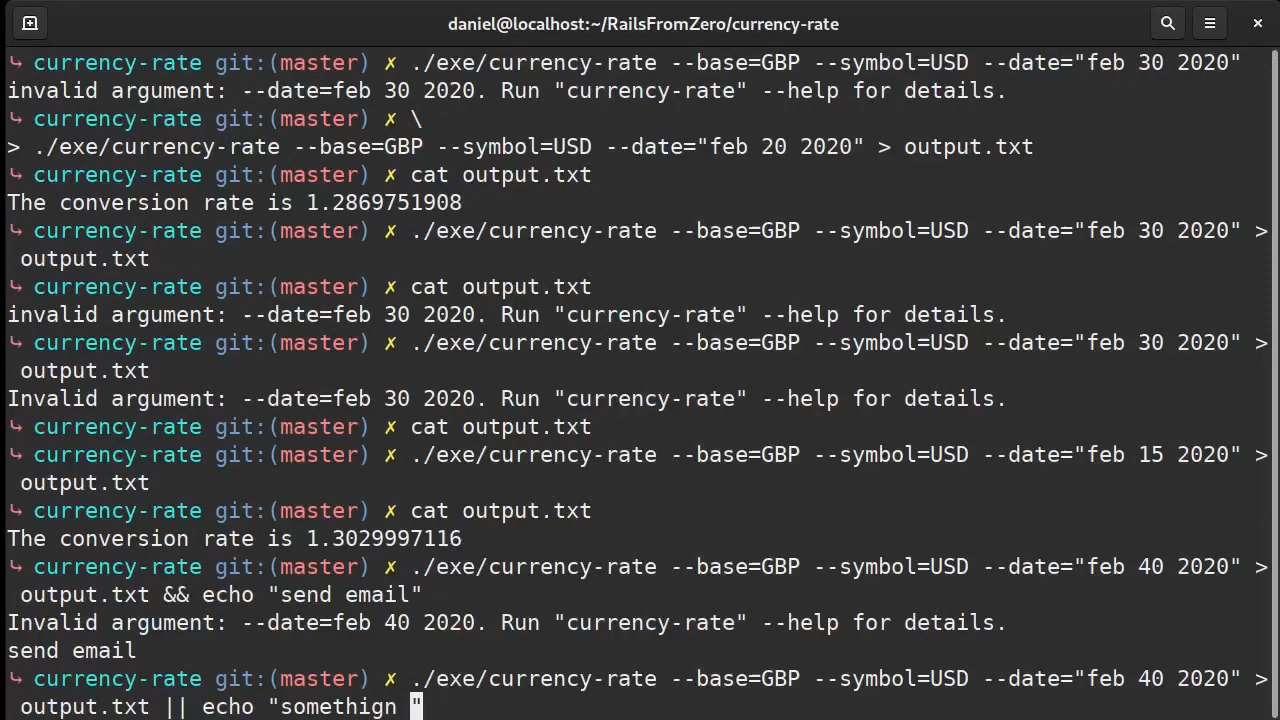 daniel@localhost:~/RailsFromZero/currency-rate
↪ currency-rate git:(master) ✗ ./exe/currency-rate --base=GBP --symbol=USD --date="feb 30 2020"
invalid argument: --date=feb 30 2020. Run "currency-rate" --help for details.
↪ currency-rate git:(master) ✗ \
> ./exe/currency-rate --base=GBP --symbol=USD --date="feb 20 2020" > output.txt
↪ currency-rate git:(master) ✗ cat output.txt
The conversion rate is 1.2869751908
↪ currency-rate git:(master) ✗ ./exe/currency-rate --base=GBP --symbol=USD --date="feb 30 2020" >
output.txt
↪ currency-rate git:(master) ✗ cat output.txt
invalid argument: --date=feb 30 2020. Run "currency-rate" --help for details.
↪ currency-rate git:(master) ✗ ./exe/currency-rate --base=GBP --symbol=USD --date="feb 30 2020" >
output.txt
Invalid argument: --date=feb 30 2020. Run "currency-rate" --help for details.
↪ currency-rate git:(master) ✗ cat output.txt
↪ currency-rate git:(master) ✗ ./exe/currency-rate --base=GBP --symbol=USD --date="feb 15 2020" >
output.txt
↪ currency-rate git:(master) ✗ cat output.txt
The conversion rate is 1.3029997116
↪ currency-rate git:(master) ✗ ./exe/currency-rate --base=GBP --symbol=USD --date="feb 40 2020" >
output.txt && echo "send email"
Invalid argument: --date=feb 40 2020. Run "currency-rate" --help for details.
send email
↪ currency-rate git:(master) ✗ ./exe/currency-rate --base=GBP --symbol=USD --date="feb 40 2020" >
output.txt || echo "somethign "